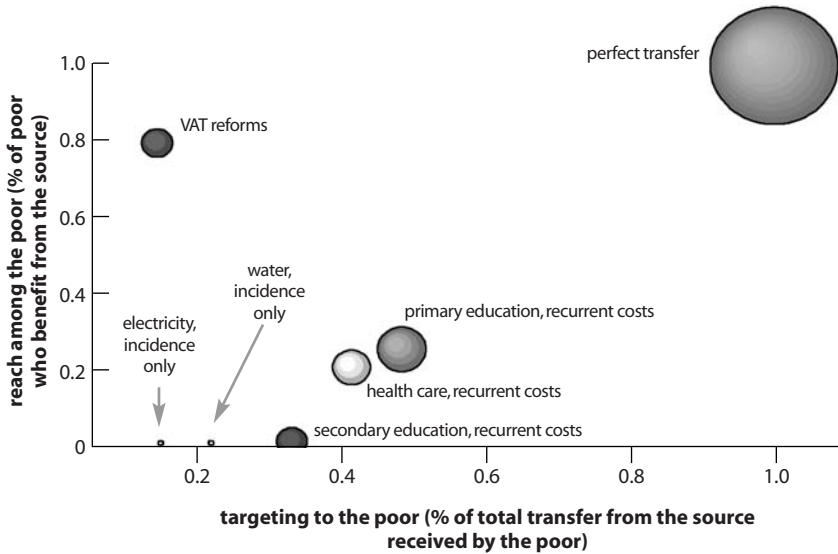 reach among the poor (% of poor
who benefit from the source)
1.0
0.8
0.6
0.4
0.2
0
perfect transfer
VAT reforms
water,
incidence
only
electricity,
incidence
only
primary education, recurrent costs
health care, recurrent costs
secondary education, recurrent costs
0.2
0.4
0.6
0.8
1.0
targeting to the poor (% of total transfer from the source
received by the poor)